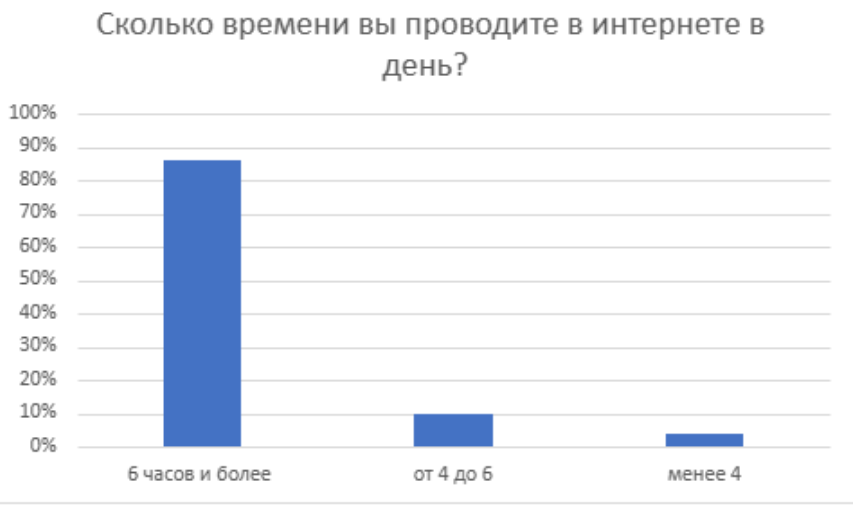 Сколько времени вы проводите в интернете в
день?
100%
90%
80%
70%
60%
50%
40%
30%
20%
10%
0%
6 часов и более
от 4 до 6
менее 4